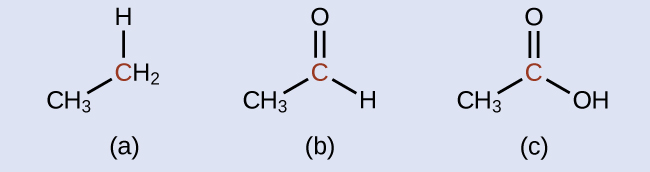 H O O
CH₃ CH₂ CH₃ C H CH₃ C OH
(a) (b) (c)